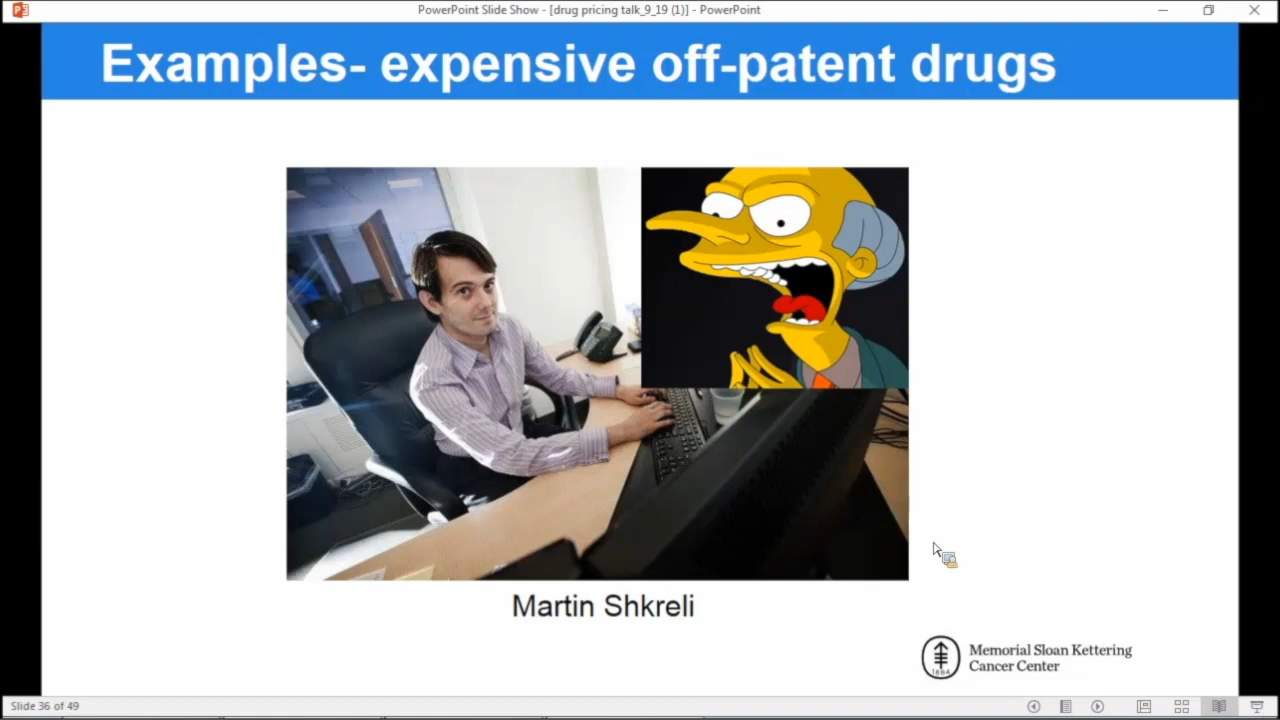 PowerPoint Slide Show - [drug pricing talk_9_19 (1)] - PowerPoint
Examples- expensive off-patent drugs
Martin Shkreli
1884
Memorial Sloan Kettering
Cancer Center
Slide 36 of 49